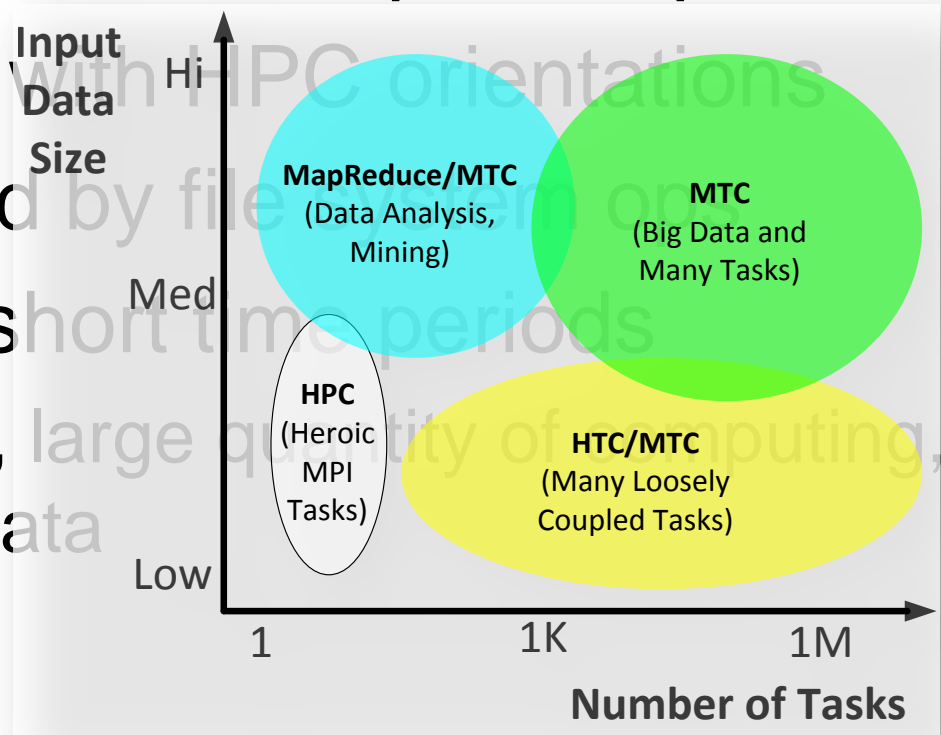 Input
Data
Size
Hi
Med
Low
with HPC orientations
d by file system ops
short time periods
, large quantity of computing,
ata
MapReduce/MTC
(Data Analysis,
Mining)
MTC
(Big Data and
Many Tasks)
HPC
(Heroic
MPI
Tasks)
HTC/MTC
(Many Loosely
Coupled Tasks)
1 1K 1M
Number of Tasks